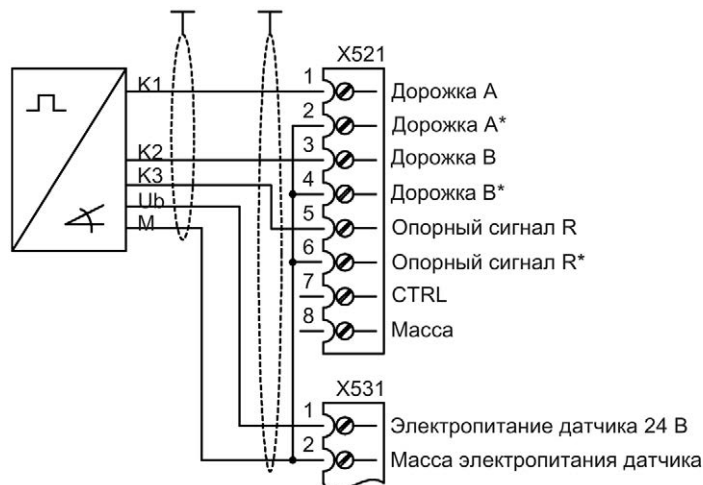 X521
K1
1
Дорожка A
2
Дорожка A*
K2
3
Дорожка B
K3
4
Дорожка B*
Ub
5
Опорный сигнал R
M
6
Опорный сигнал R*
7
CTRL
8
Масса
X531
1
Электропитание датчика 24 В
2
Масса электропитания датчика